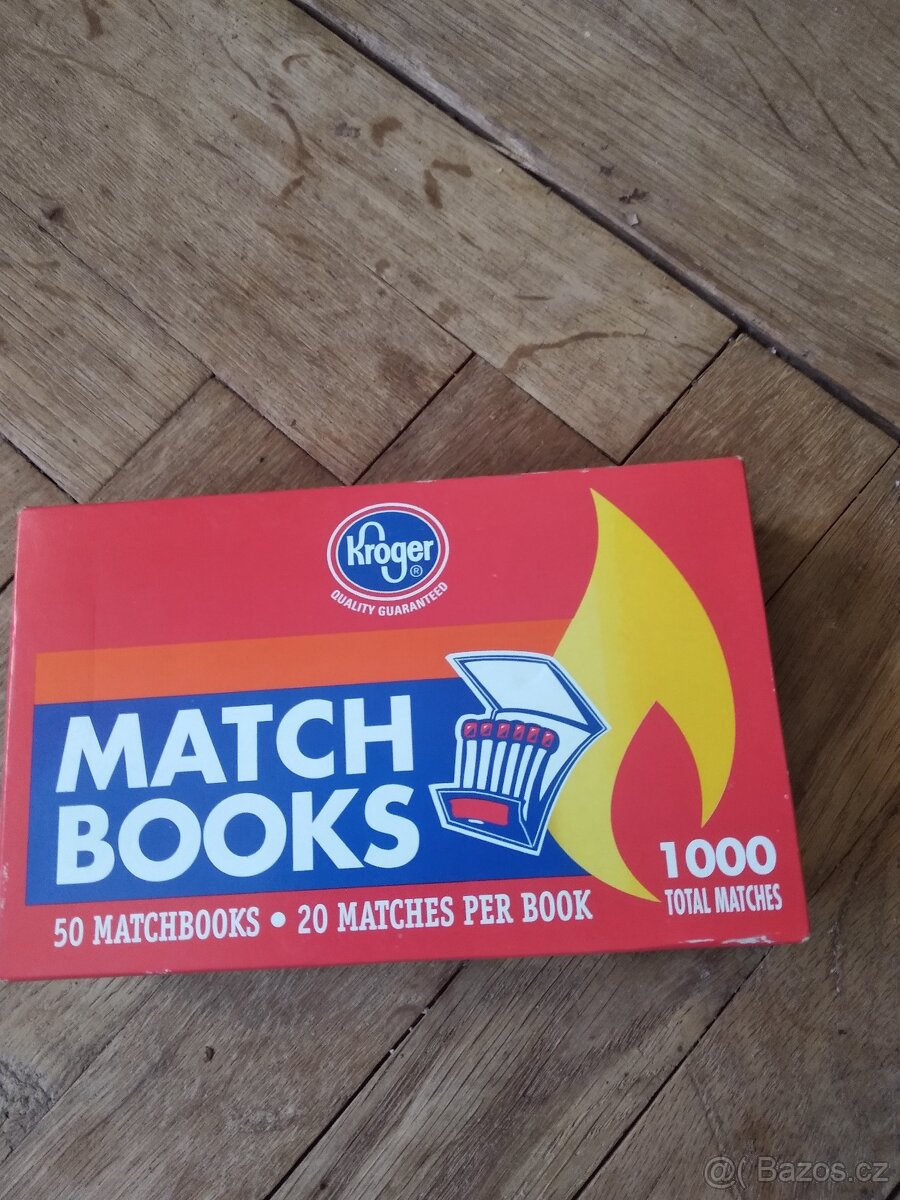 Kroger®
QUALITY GUARANTEED
MATCH
BOOKS
1000
TOTAL MATCHES
50 MATCHBOOKS • 20 MATCHES PER BOOK
@( Bazos.cz